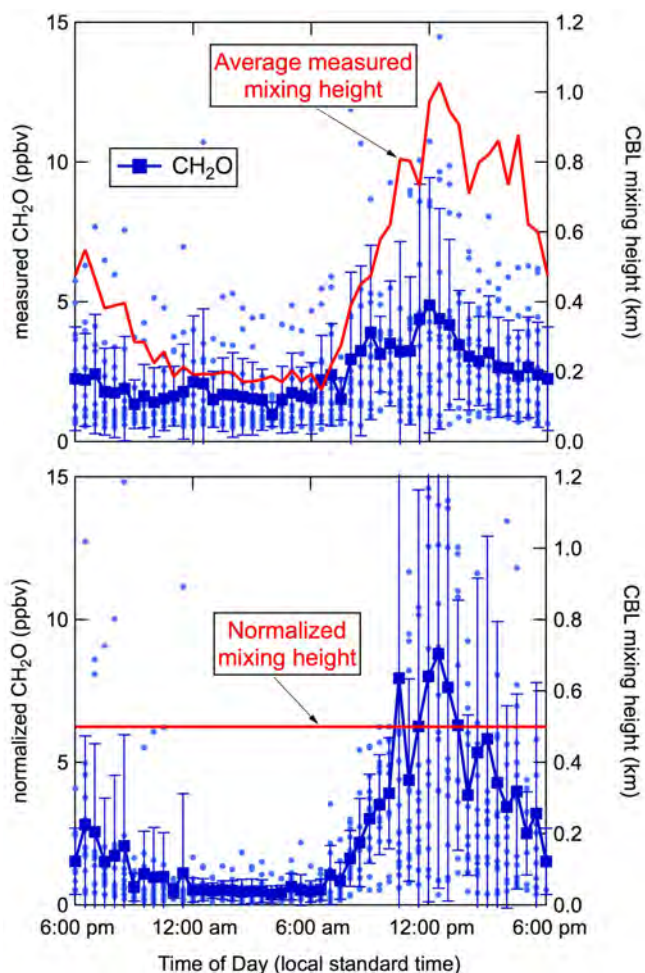 15
10
5
0
measured CH₂O (ppbv)
Average measured
mixing height
CH₂O
1.2
1.0
0.8
0.6
0.4
0.2
0.0
CBL mixing height (km)
15
10
5
0
normalized CH₂O (ppbv)
Normalized
mixing height
1.2
1.0
0.8
0.6
0.4
0.2
0.0
CBL mixing height (km)
6:00 pm 12:00 am 6:00 am 12:00 pm 6:00 pm
Time of Day (local standard time)